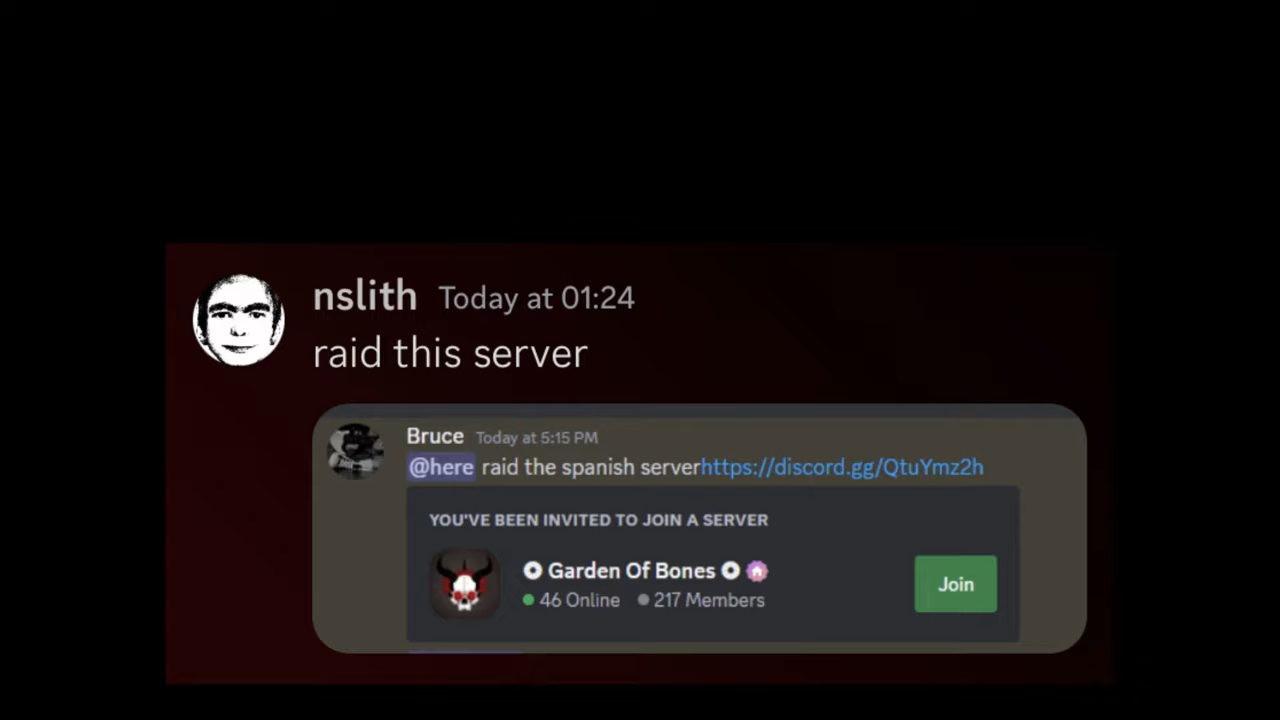 nslith Today at 01:24
raid this server
Bruce Today at 5:15 PM
@here raid the spanish serverhttps://discord.gg/QtuYmz2h
YOU'VE BEEN INVITED TO JOIN A SERVER
Garden Of Bones
46 Online 217 Members
Join